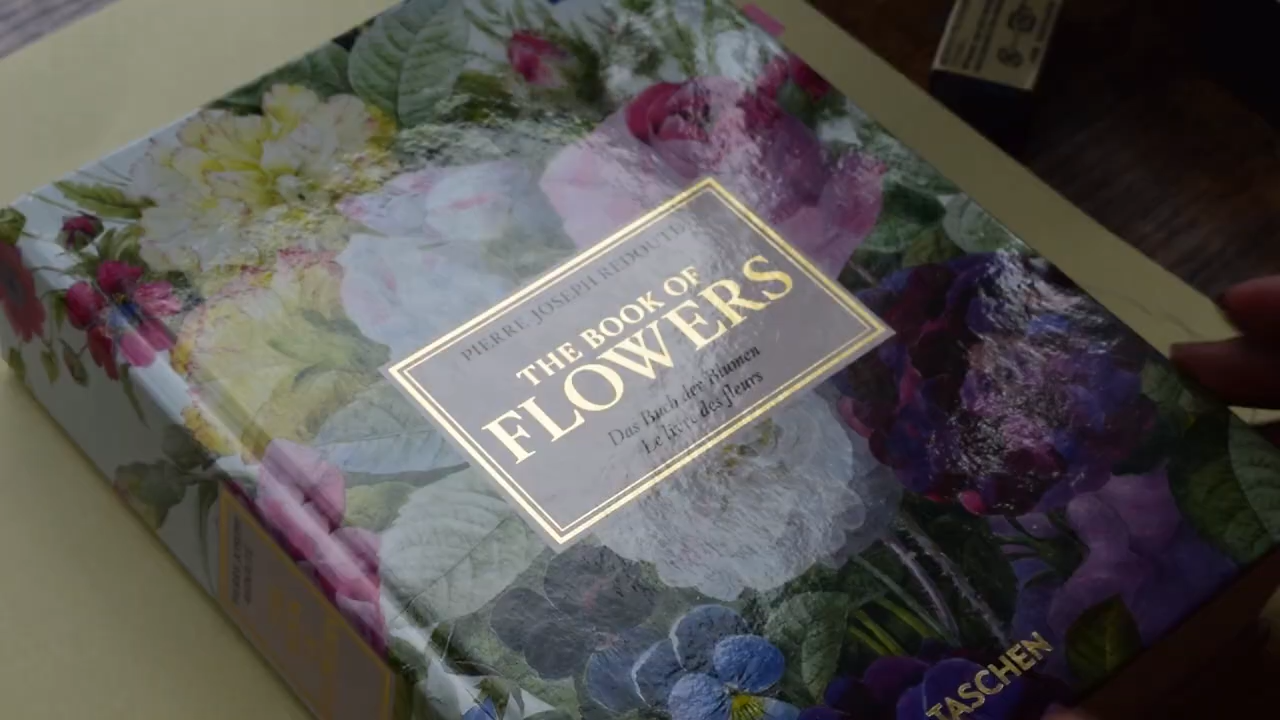 PIERRE JOSEPH REDOUTÉ
THE BOOK OF
FLOWERS
Das Buch der Blumen
Le livre des fleurs
TASCHEN